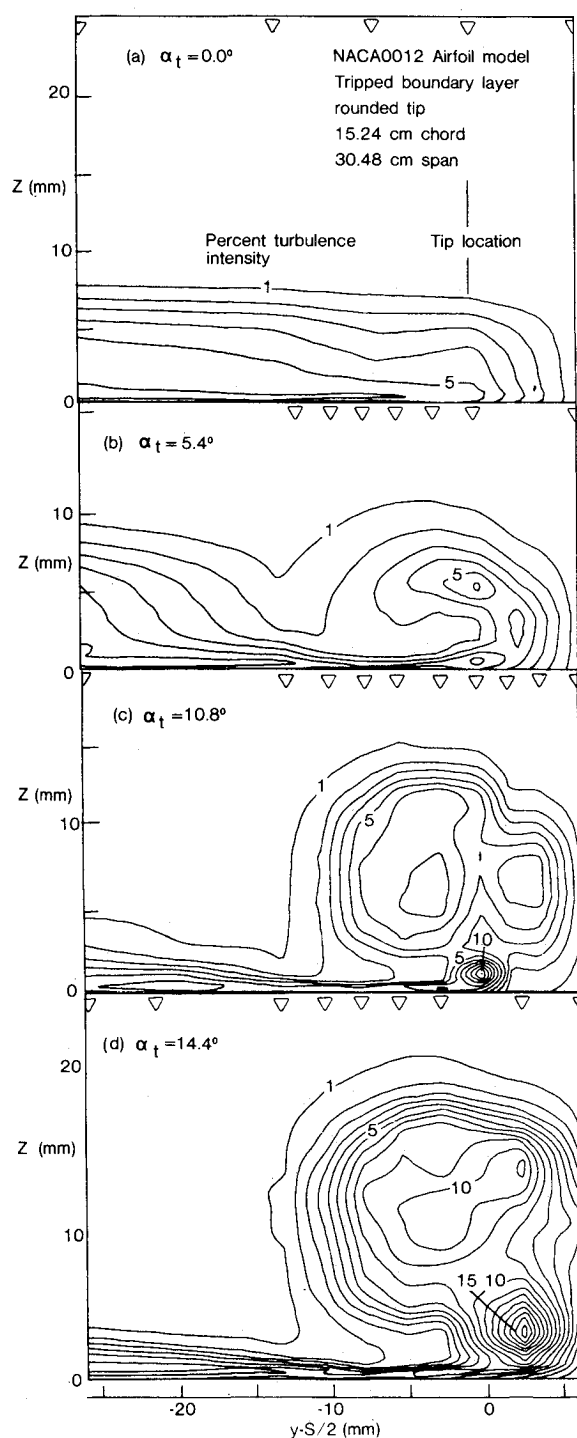 (a) α t =0.0°
NACA0012 Airfoil model
Tripped boundary layer
rounded tip
15.24 cm chord
30.48 cm span
20
Z (mm)
10
Percent turbulence
intensity
Tip location
1
5
0
(b) α t =5.4°
10
1
Z (mm)
5
0
(c) α t =10.8°
Z (mm)
1
10
5
10
5
0
(d) α t =14.4°
20
1
Z (mm)
5
10
10
15 10
0
-20
-10
0
y-S/2 (mm)